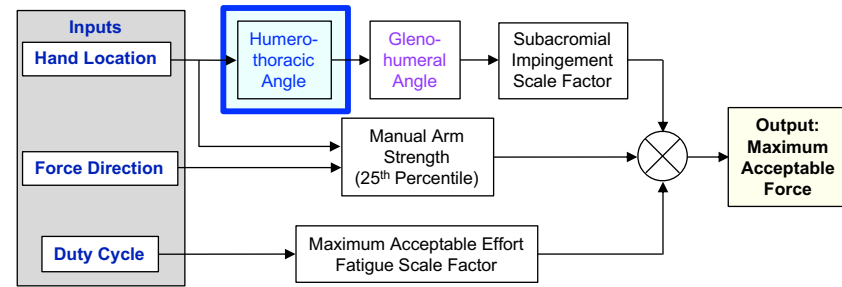 Inputs
Hand Location
Humero-
thoracic
Angle
Gleno-
humeral
Angle
Subacromial
Impingement
Scale Factor
Force Direction
Manual Arm
Strength
(25th Percentile)
Output:
Maximum
Acceptable
Force
Duty Cycle
Maximum Acceptable Effort
Fatigue Scale Factor